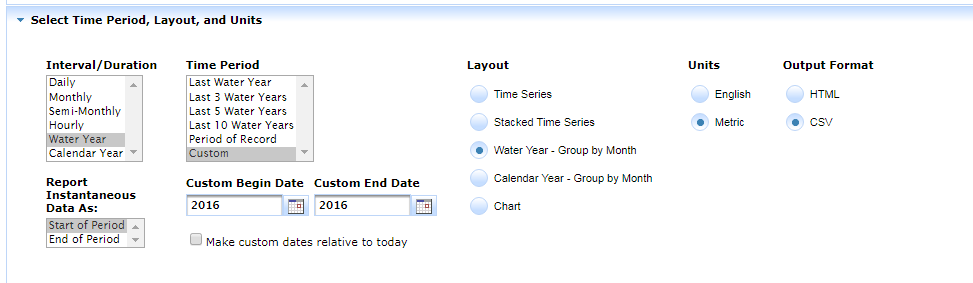 Select Time Period, Layout, and Units
Interval/Duration
Daily
Monthly
Semi-Monthly
Hourly
Water Year
Calendar Year
Time Period
Last Water Year
Last 3 Water Years
Last 5 Water Years
Last 10 Water Years
Period of Record
Custom
Layout
Time Series
Stacked Time Series
Water Year - Group by Month
Calendar Year - Group by Month
Chart
Units
English
Metric
Output Format
HTML
CSV
Report
Instantaneous
Data As:
Start of Period
End of Period
Custom Begin Date
2016
Custom End Date
2016
Make custom dates relative to today